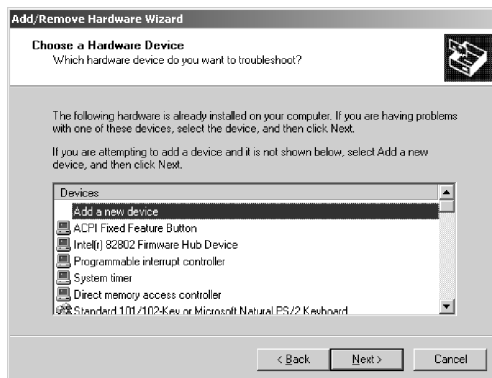 Add/Remove Hardware Wizard
Choose a Hardware Device
Which hardware device do you want to troubleshoot?
The following hardware is already installed on your computer. If you are having problems
with one of these devices, select the device, and then click Next.
If you are attempting to add a device and it is not shown below, select Add a new
device, and then click Next.
Devices
Add a new device
ACPI Fixed Feature Button
Intel(r) 82802 Firmware Hub Device
Programmable interrupt controller
System timer
Direct memory access controller
Standard 101/102-Key or Microsoft Natural PS/2 Keyboard
< Back Next > Cancel